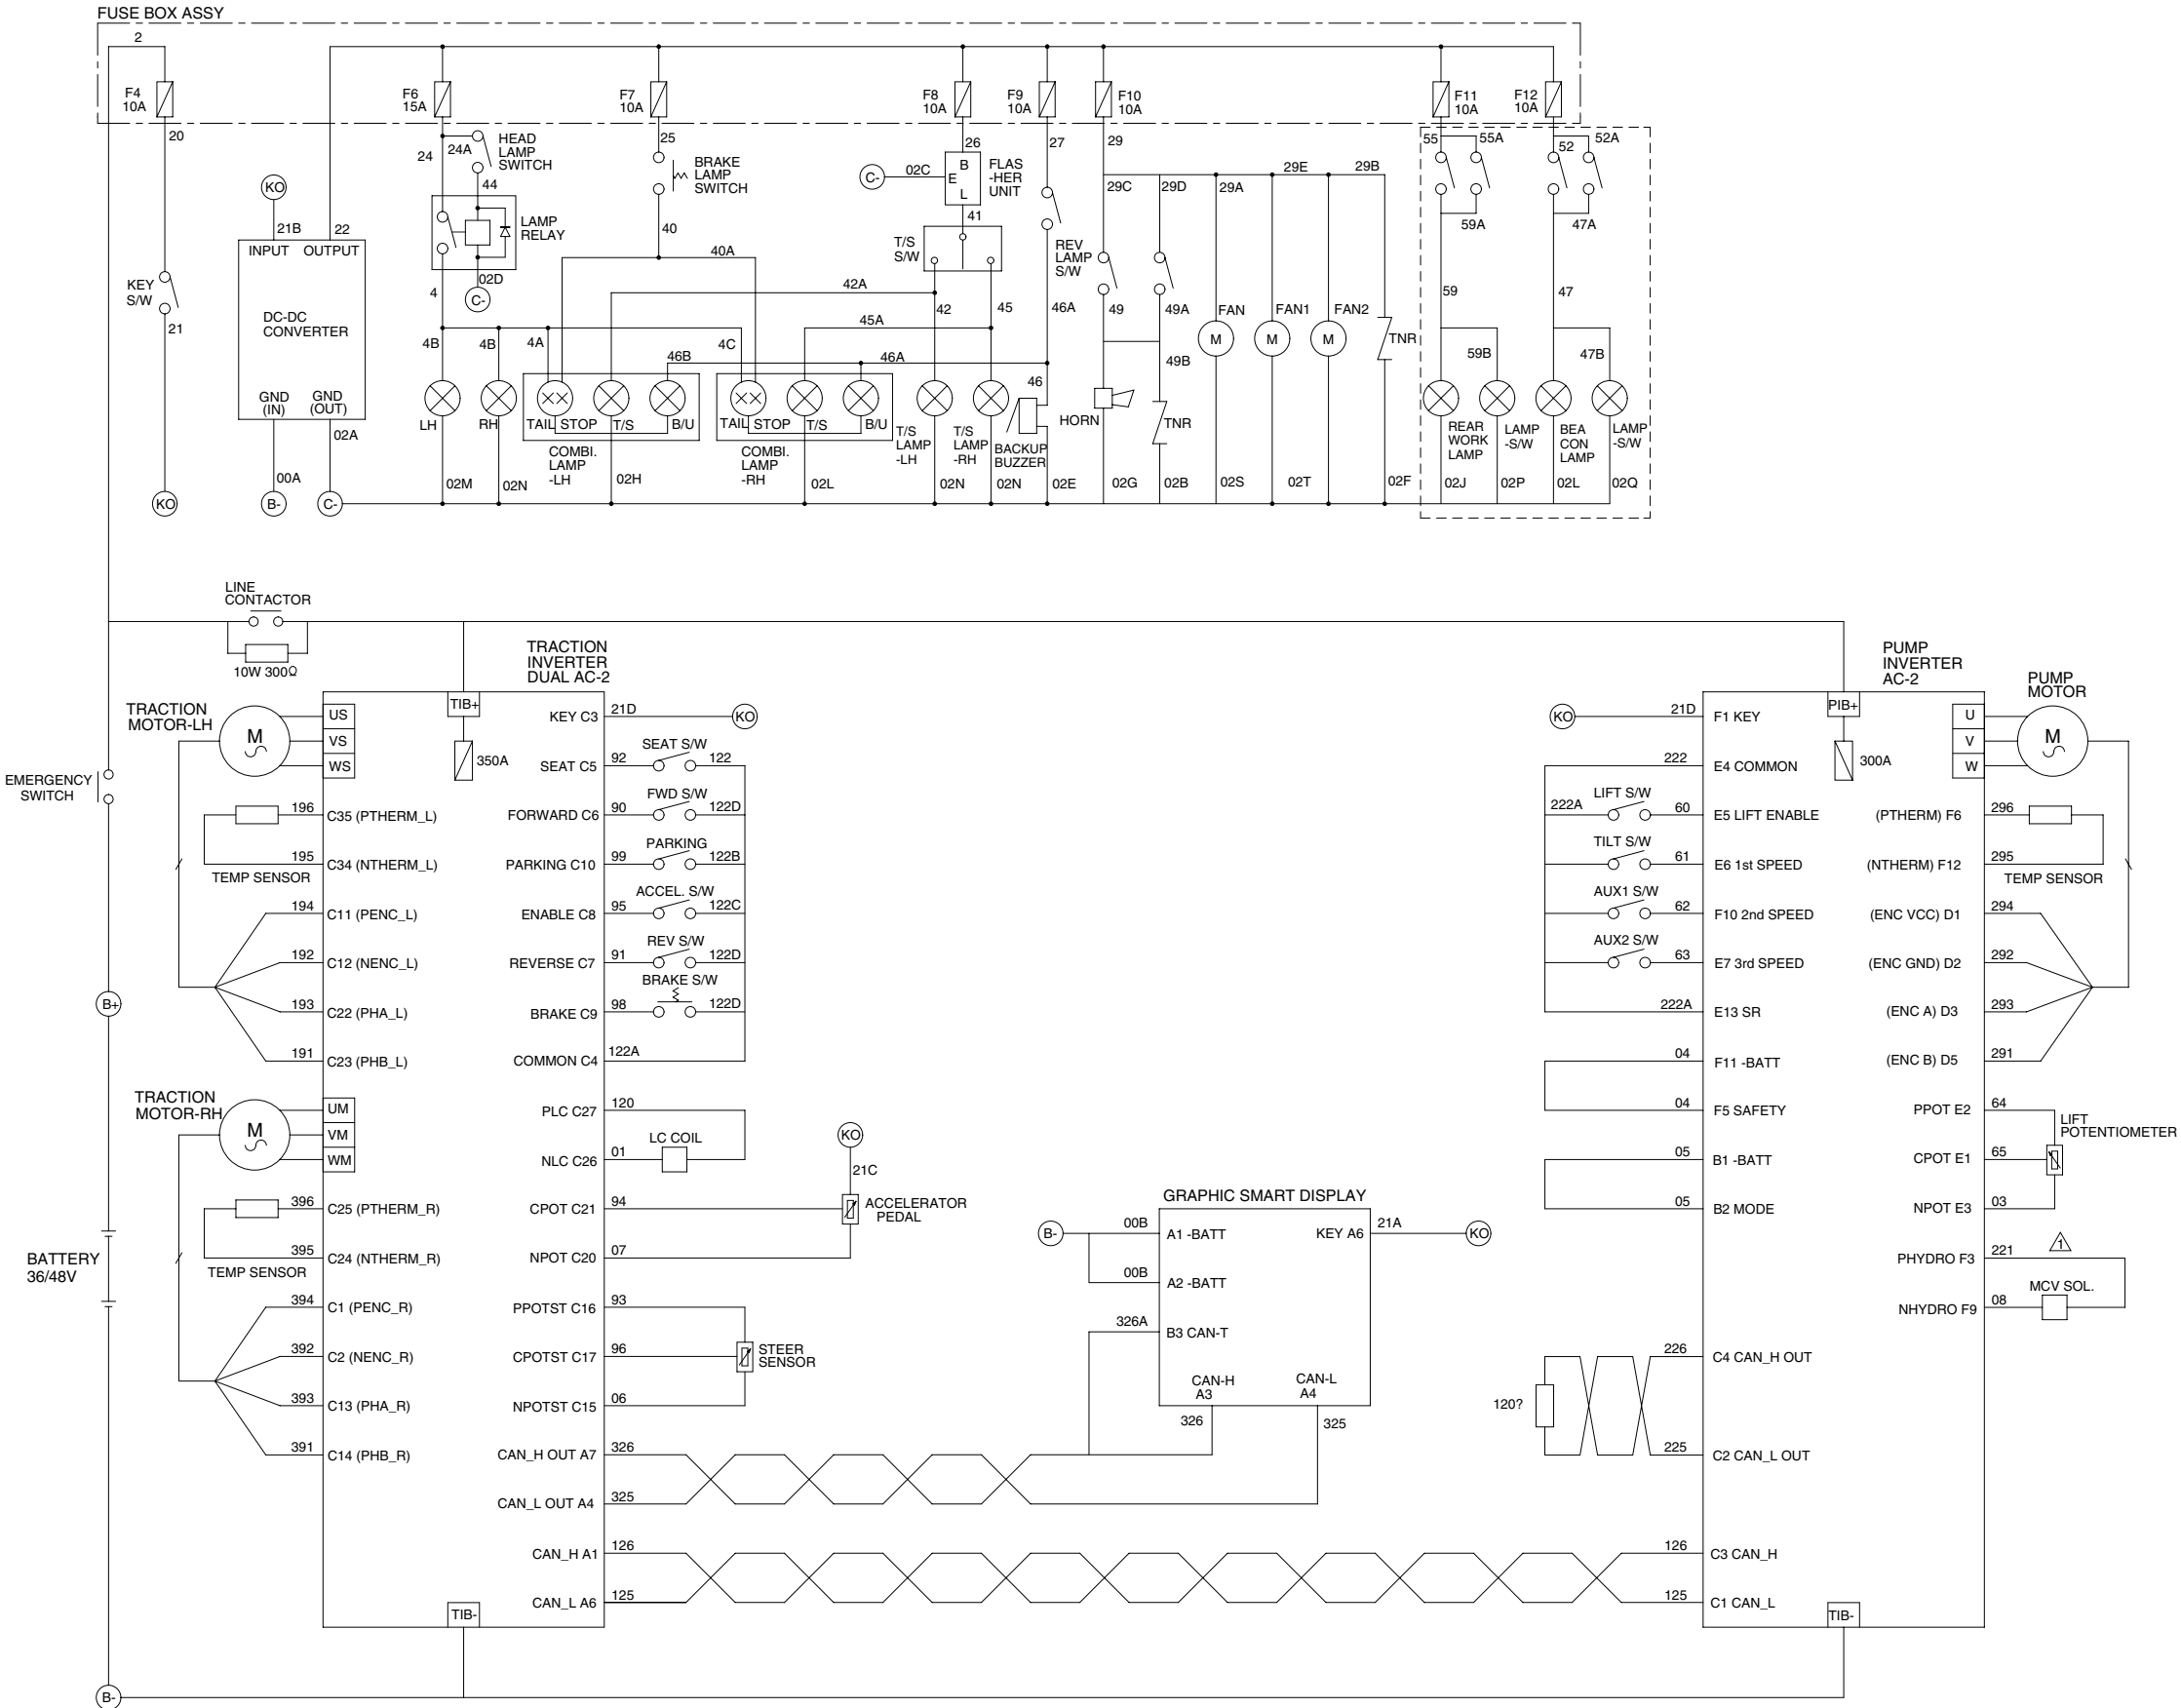 FUSE BOX ASSY
2
F4
10A
F6
15A
F7
10A
F8
10A
F9
10A
F10
10A
F11
10A
F12
10A
20
24
24A
HEAD
LAMP
SWITCH
44
25
BRAKE
LAMP
SWITCH
26
27
29
55
55A
52
52A
C-
02C
B
E
L
FLAS
-HER
UNIT
29E
29B
29C
29D
29A
KO
21B
22
INPUT
OUTPUT
DC-DC
CONVERTER
GND
(IN)
GND
(OUT)
02A
00A
KEY
S/W
21
KO
B-
C-
LAMP
RELAY
02D
C-
4
40
40A
41
T/S
S/W
42A
42
45
45A
REV
LAMP
S/W
46A
49
49A
59A
47A
59
47
FAN
M
FAN1
M
FAN2
M
TNR
4B
4B
4A
4C
46B
46A
46
49B
59B
47B
LH
RH
TAIL
STOP
T/S
B/U
TAIL
STOP
T/S
B/U
COMBI.
LAMP
-LH
COMBI.
LAMP
-RH
T/S
LAMP
-LH
T/S
LAMP
-RH
BACKUP
BUZZER
HORN
TNR
REAR
WORK
LAMP
LAMP
-S/W
BEA
CON
LAMP
LAMP
-S/W
02M
02N
02H
02L
02N
02N
02E
02G
02B
02S
02T
02F
02J
02P
02L
02Q
LINE
CONTACTOR
10W 300Ω
EMERGENCY
SWITCH
B+
BATTERY
36/48V
B-
TRACTION
INVERTER
DUAL AC-2
TIB+
350A
TRACTION
MOTOR-LH
M
US
VS
WS
196
C35 (PTHERM_L)
195
C34 (NTHERM_L)
TEMP SENSOR
194
C11 (PENC_L)
192
C12 (NENC_L)
193
C22 (PHA_L)
191
C23 (PHB_L)
TRACTION
MOTOR-RH
M
UM
VM
WM
396
C25 (PTHERM_R)
395
C24 (NTHERM_R)
TEMP SENSOR
394
C1 (PENC_R)
392
C2 (NENC_R)
393
C13 (PHA_R)
391
C14 (PHB_R)
TIB-
KEY C3
21D
KO
SEAT C5
92
SEAT S/W
122
FORWARD C6
90
FWD S/W
122D
PARKING C10
99
PARKING
122B
ENABLE C8
95
ACCEL. S/W
122C
REVERSE C7
91
REV S/W
122D
BRAKE C9
98
BRAKE S/W
122D
COMMON C4
122A
PLC C27
120
NLC C26
01
LC COIL
KO
21C
CPOT C21
94
ACCELERATOR
PEDAL
NPOT C20
07
PPOTST C16
93
CPOTST C17
96
STEER
SENSOR
NPOTST C15
06
CAN_H OUT A7
326
CAN_L OUT A4
325
CAN_H A1
126
CAN_L A6
125
GRAPHIC SMART DISPLAY
B-
00B
A1 -BATT
KEY A6
21A
KO
00B
A2 -BATT
326A
B3 CAN-T
CAN-H
A3
CAN-L
A4
326
325
PUMP
INVERTER
AC-2
PIB+
300A
PUMP
MOTOR
M
U
V
W
KO
21D
F1 KEY
222
E4 COMMON
222A
LIFT S/W
60
E5 LIFT ENABLE
TILT S/W
61
E6 1st SPEED
AUX1 S/W
62
F10 2nd SPEED
AUX2 S/W
63
E7 3rd SPEED
222A
E13 SR
04
F11 -BATT
04
F5 SAFETY
05
B1 -BATT
05
B2 MODE
120?
226
C4 CAN_H OUT
225
C2 CAN_L OUT
126
C3 CAN_H
125
C1 CAN_L
TIB-
(PTHERM) F6
296
(NTHERM) F12
295
TEMP SENSOR
(ENC VCC) D1
294
(ENC GND) D2
292
(ENC A) D3
293
(ENC B) D5
291
PPOT E2
64
LIFT
POTENTIOMETER
CPOT E1
65
NPOT E3
03
PHYDRO F3
221
1
NHYDRO F9
08
MCV SOL.